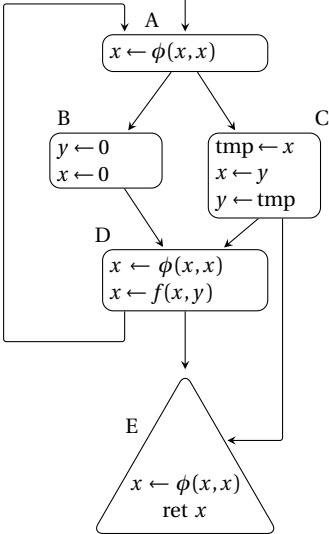 A
x ← ϕ(x, x)
B
y ← 0
x ← 0
C
tmp ← x
x ← y
y ← tmp
D
x ← ϕ(x, x)
x ← f(x, y)
E
x ← ϕ(x, x)
ret x